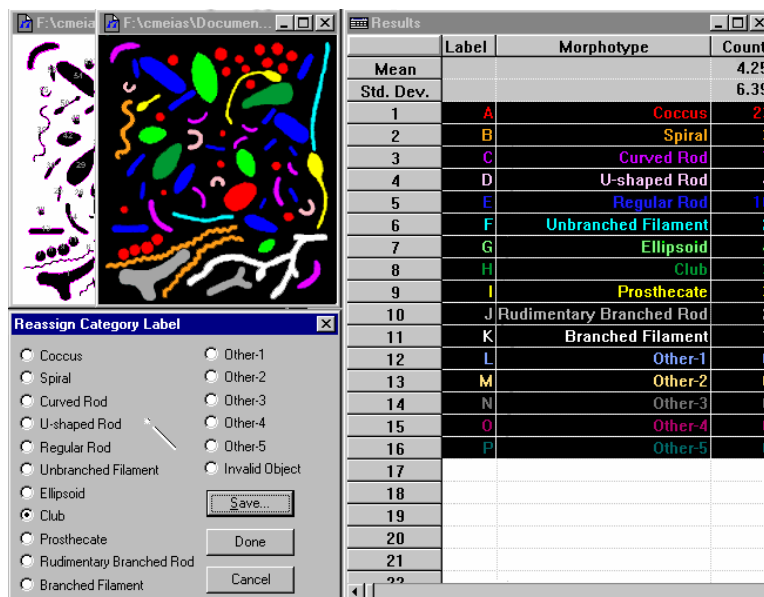 F:\cmeia
F:\cmeias\Documen...
Results
Label Morphotype Count
Mean 4.25
Std. Dev. 6.39
1 A Coccus 2
2 B Spiral
3 C Curved Rod
4 D U-shaped Rod
5 E Regular Rod 1
6 F Unbranched Filament
7 G Ellipsoid
8 H Club
9 I Prosthecate
10 J Rudimentary Branched Rod
11 K Branched Filament
12 L Other-1
13 M Other-2
14 N Other-3
15 O Other-4
16 P Other-5
17
18
19
20
21
22
Reassign Category Label
Coccus
Spiral
Curved Rod
U-shaped Rod
Regular Rod
Unbranched Filament
Ellipsoid
Club
Prosthecate
Rudimentary Branched Rod
Branched Filament
Other-1
Other-2
Other-3
Other-4
Other-5
Invalid Object
Save...
Done
Cancel